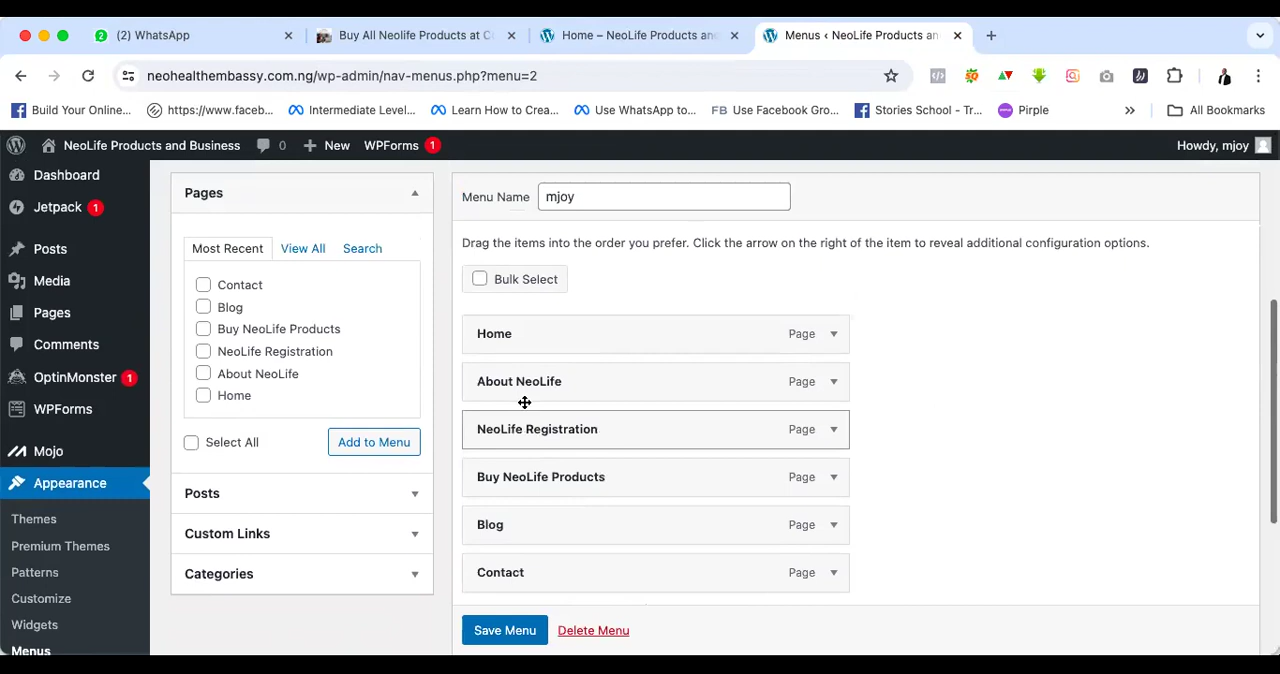 (2) WhatsApp
Buy All Neolife Products at C
Home – NeoLife Products an
Menus ‹ NeoLife Products an
neohealthembassy.com.ng/wp-admin/nav-menus.php?menu=2
Build Your Online...
https://www.faceb...
Intermediate Level...
Learn How to Crea...
Use WhatsApp to...
FB Use Facebook Gro...
Stories School - Tr...
Pirple
All Bookmarks
NeoLife Products and Business
0
New
WPForms 1
Howdy, mjoy
Dashboard
Jetpack 1
Posts
Media
Pages
Comments
OptinMonster 1
WPForms
Mojo
Appearance
Themes
Premium Themes
Patterns
Customize
Widgets
Menus
Pages
Most Recent
View All
Search
Contact
Blog
Buy NeoLife Products
NeoLife Registration
About NeoLife
Home
Select All
Add to Menu
Posts
Custom Links
Categories
Menu Name mjoy
Drag the items into the order you prefer. Click the arrow on the right of the item to reveal additional configuration options.
Bulk Select
Home Page
About NeoLife Page
NeoLife Registration Page
Buy NeoLife Products Page
Blog Page
Contact Page
Save Menu
Delete Menu